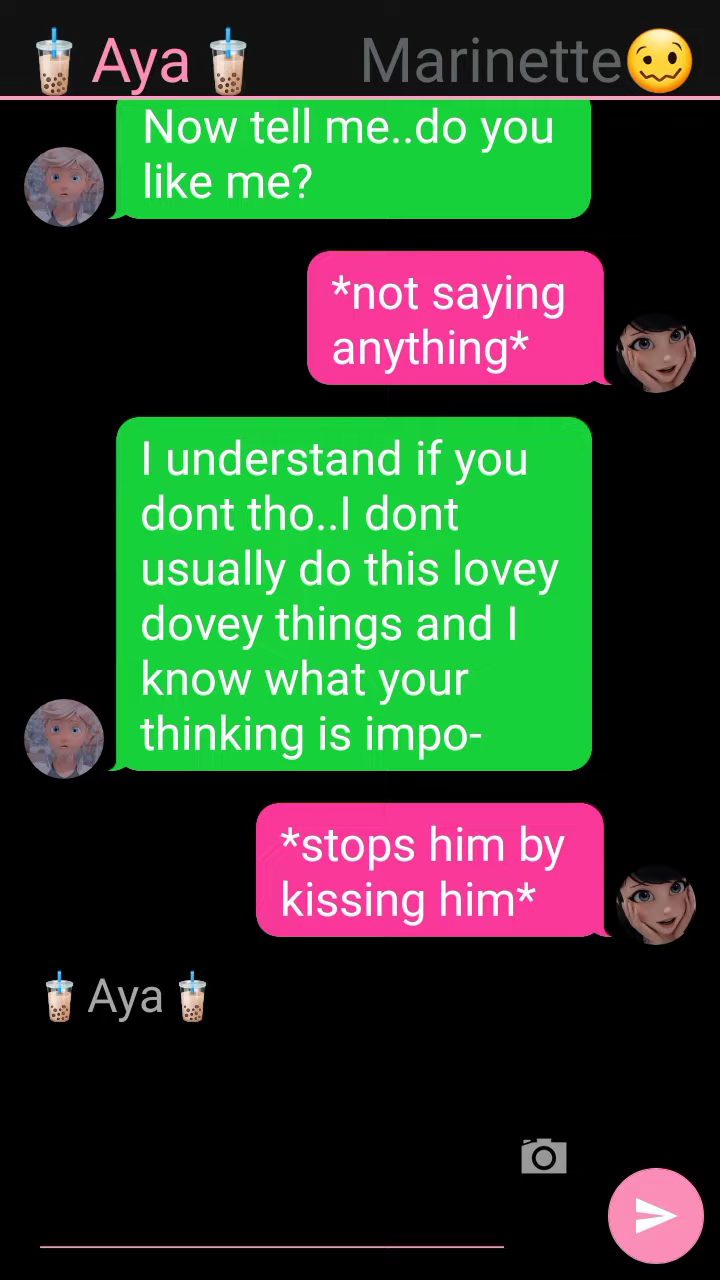 🧋 Aya 🧋 Marinette🥴
Now tell me..do you
like me?
*not saying
anything*
I understand if you
dont tho..I dont
usually do this lovey
dovey things and I
know what your
thinking is impo-
*stops him by
kissing him*
🧋 Aya 🧋